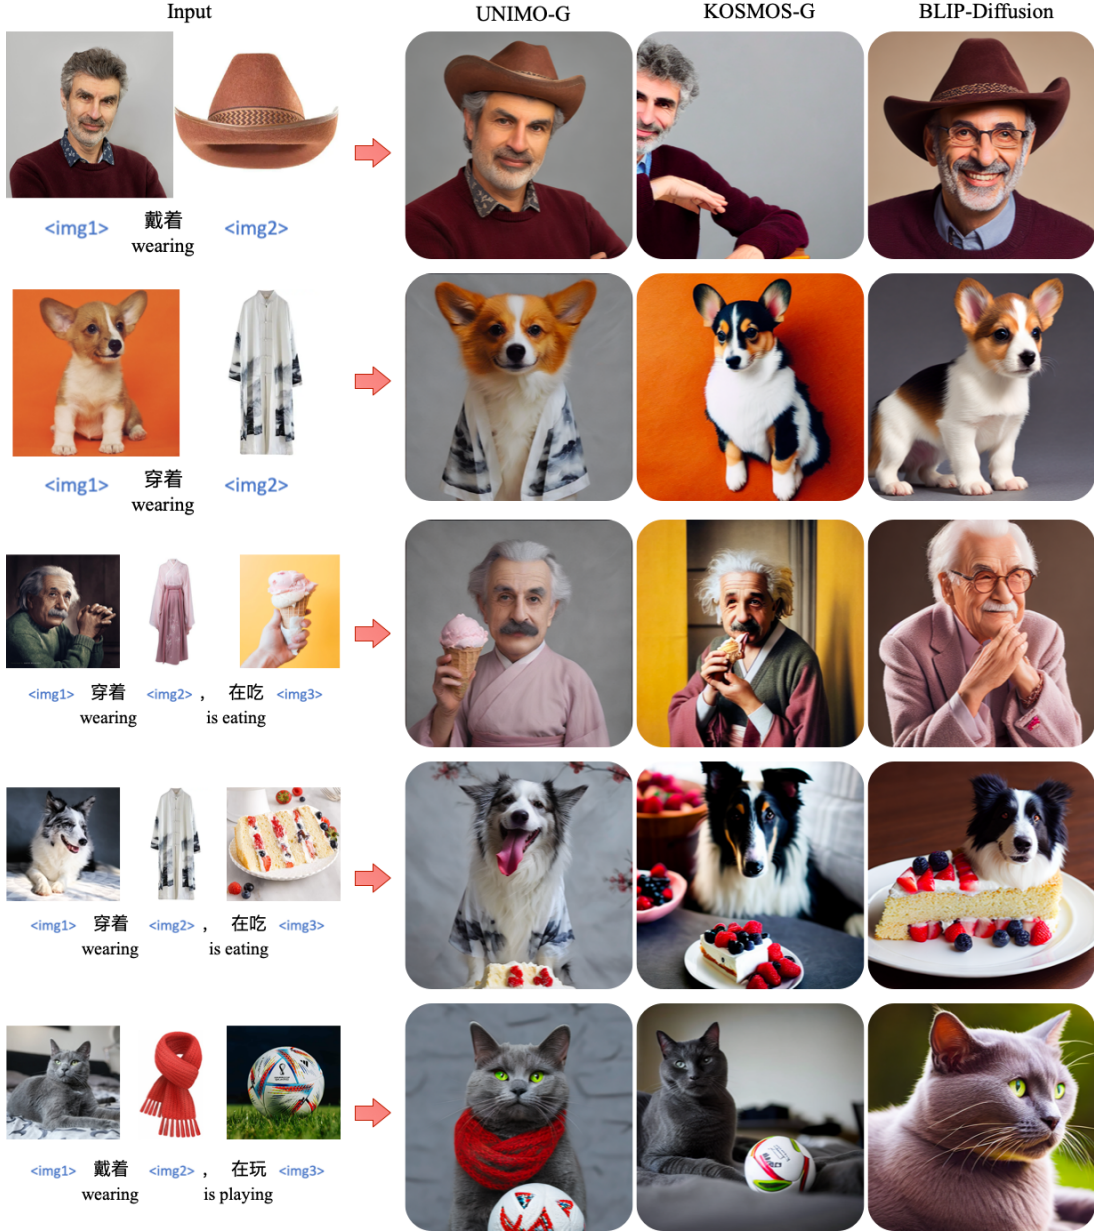 Input
UNIMO-G
KOSMOS-G
BLIP-Diffusion
<img1> 戴着 <img2>
wearing
<img1> 穿着 <img2>
wearing
<img1> 穿着 <img2> ， 在吃 <img3>
wearing is eating
<img1> 穿着 <img2> ， 在吃 <img3>
wearing is eating
<img1> 戴着 <img2> ， 在玩 <img3>
wearing is playing